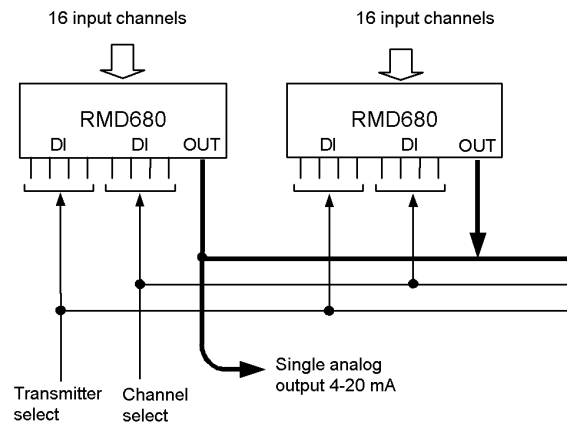 16 input channels
16 input channels
RMD680
DI DI OUT
RMD680
DI DI OUT
Single analog
output 4-20 mA
Transmitter
select
Channel
select